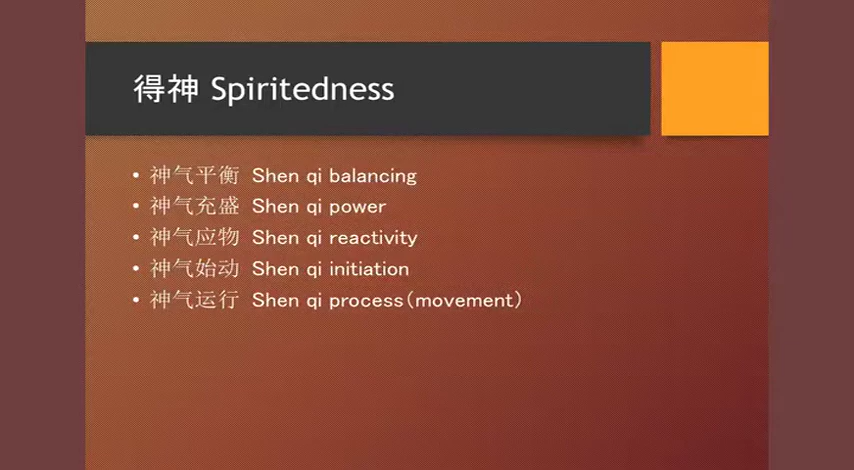 得神 Spiritedness
• 神气平衡 Shen qi balancing
• 神气充盛 Shen qi power
• 神气应物 Shen qi reactivity
• 神气始动 Shen qi initiation
• 神气运行 Shen qi process(movement)